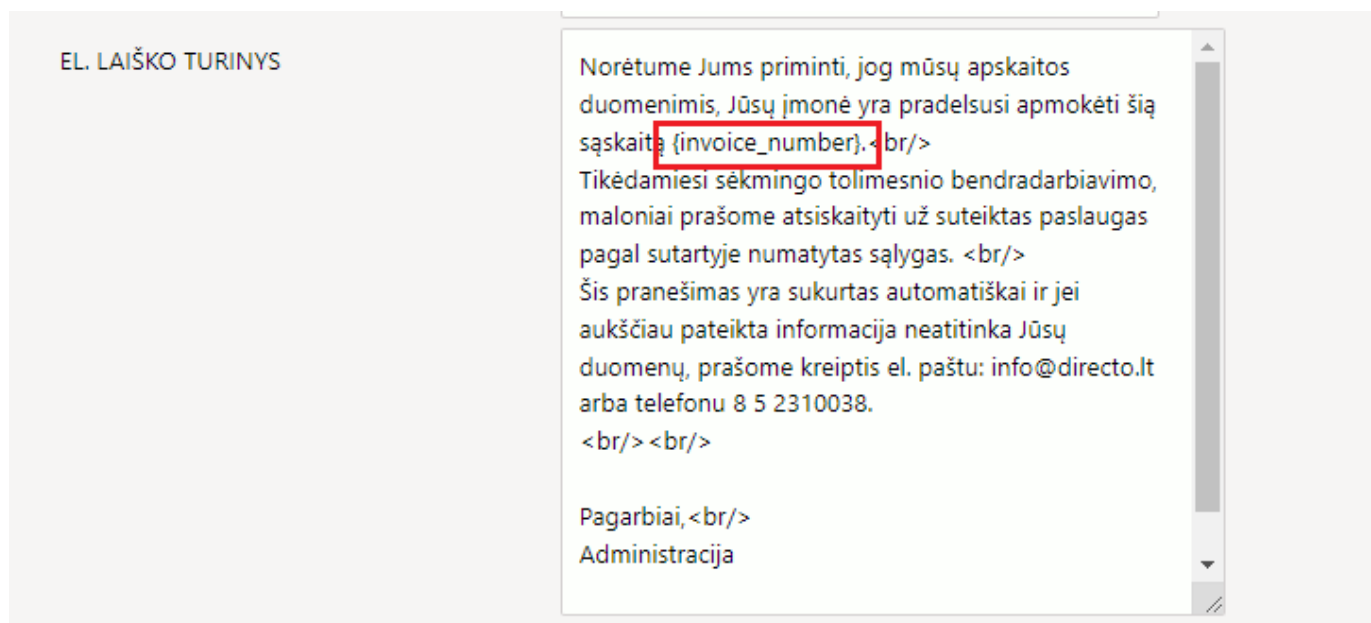 EL. LAIŠKO TURINYS
Norėtume Jums priminti, jog mūsų apskaitos
duomenimis, Jūsų įmonė yra pradelsusi apmokėti šią
sąskaitą {invoice_number}.<br/>
Tikėdamiesi sėkmingo tolimesnio bendradarbiavimo,
maloniai prašome atsiskaityti už suteiktas paslaugas
pagal sutartyje numatytas sąlygas. <br/>
Šis pranešimas yra sukurtas automatiškai ir jei
aukščiau pateikta informacija neatitinka Jūsų
duomenų, prašome kreiptis el. paštu: info@directo.lt
arba telefonu 8 5 2310038.
<br/><br/>
Pagarbiai,<br/>
Administracija